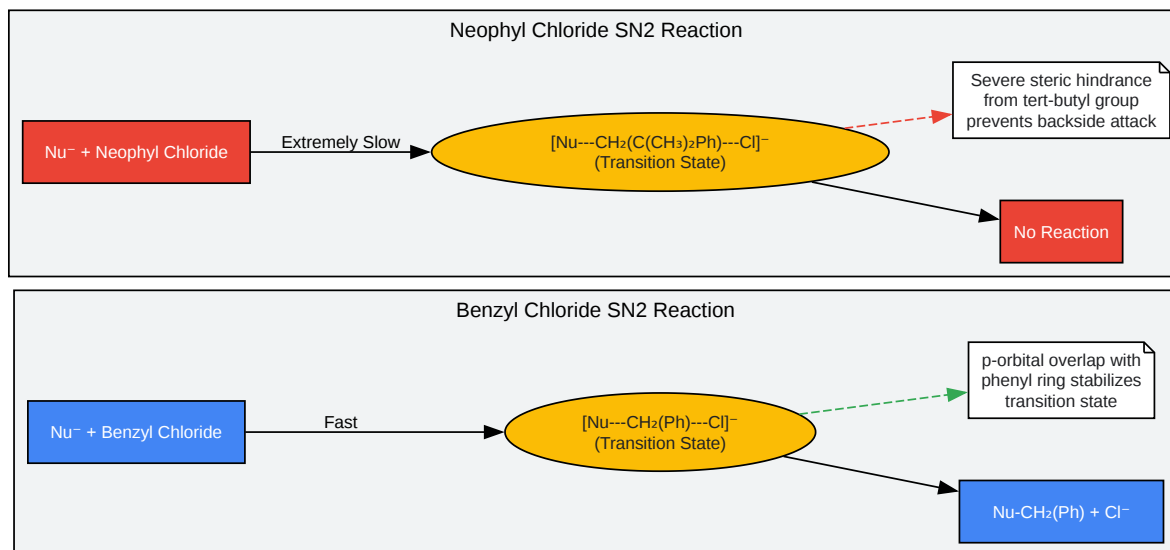 Neophyl Chloride SN2 Reaction
Severe steric hindrance
from tert-butyl group
prevents backside attack
Nu⁻ + Neophyl Chloride
Extremely Slow
[Nu---CH₂(C(CH₃)₂Ph)---Cl]⁻
(Transition State)
No Reaction
Benzyl Chloride SN2 Reaction
p-orbital overlap with
phenyl ring stabilizes
transition state
Nu⁻ + Benzyl Chloride
Fast
[Nu---CH₂(Ph)---Cl]⁻
(Transition State)
Nu-CH₂(Ph) + Cl⁻